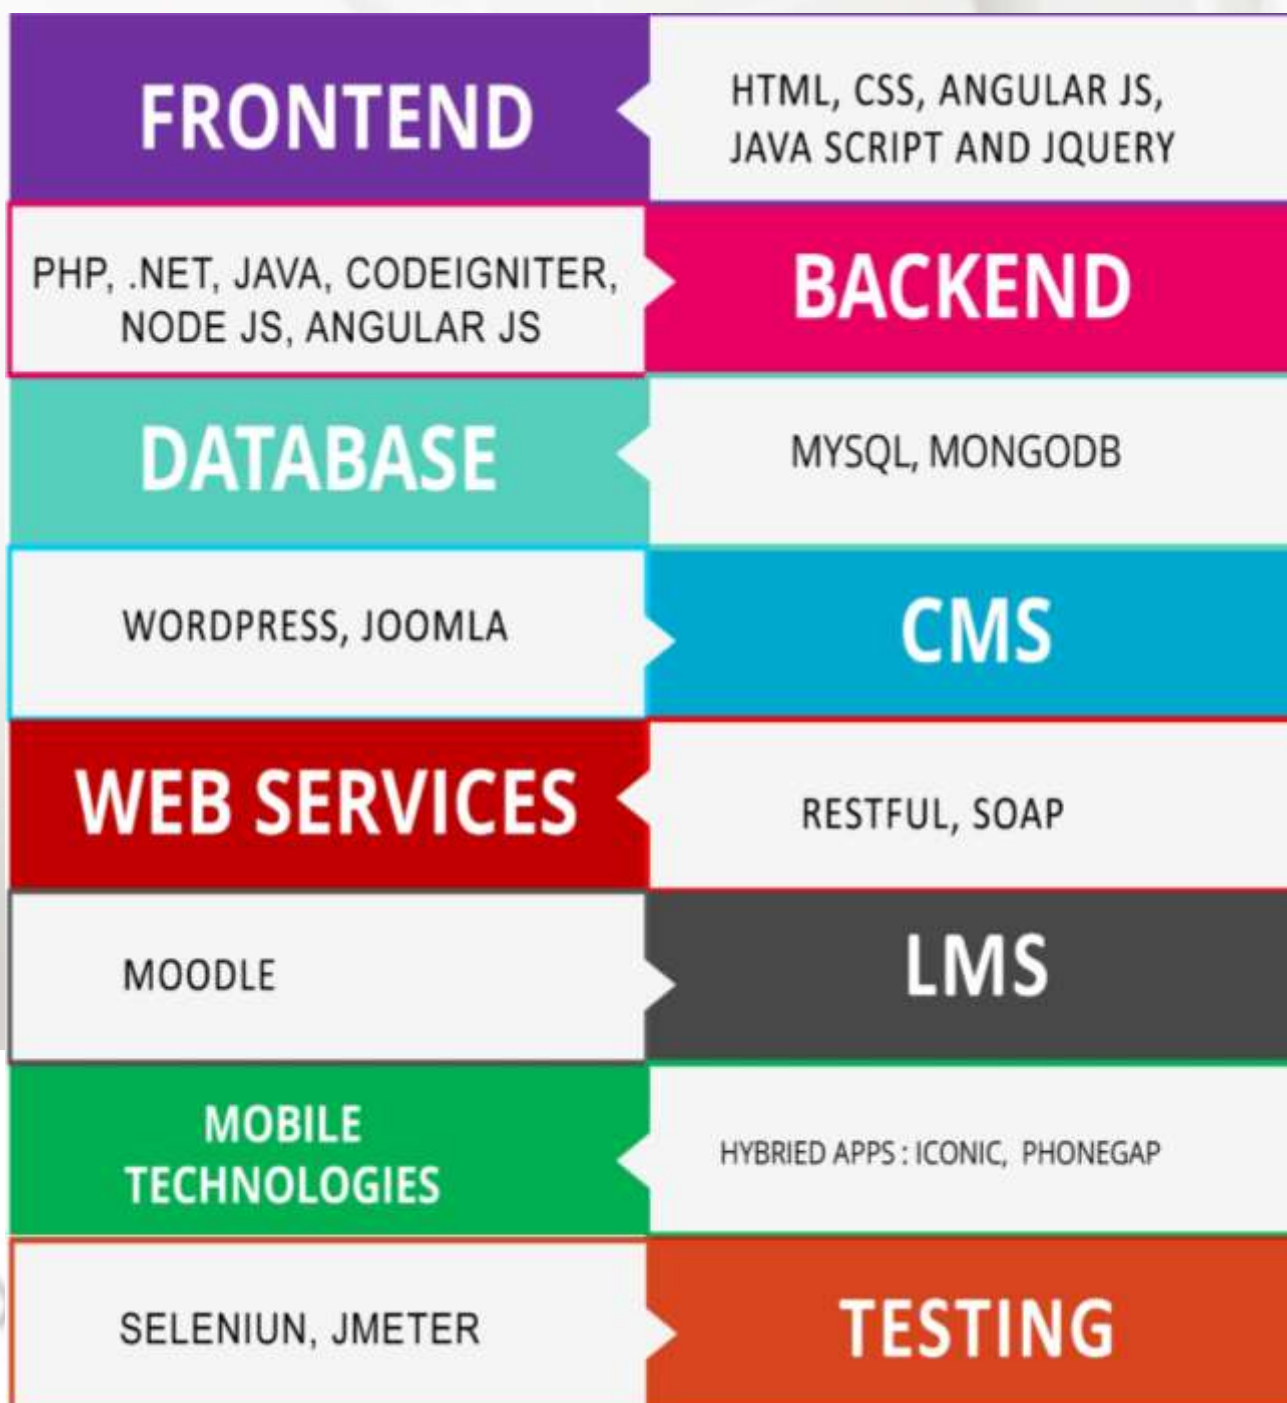 FRONTEND
HTML, CSS, ANGULAR JS,
JAVA SCRIPT AND JQUERY
PHP, .NET, JAVA, CODEIGNITER,
NODE JS, ANGULAR JS
BACKEND
DATABASE
MYSQL, MONGODB
WORDPRESS, JOOMLA
CMS
WEB SERVICES
RESTFUL, SOAP
MOODLE
LMS
MOBILE
TECHNOLOGIES
HYBRIED APPS : ICONIC, PHONEGAP
SELENIUN, JMETER
TESTING